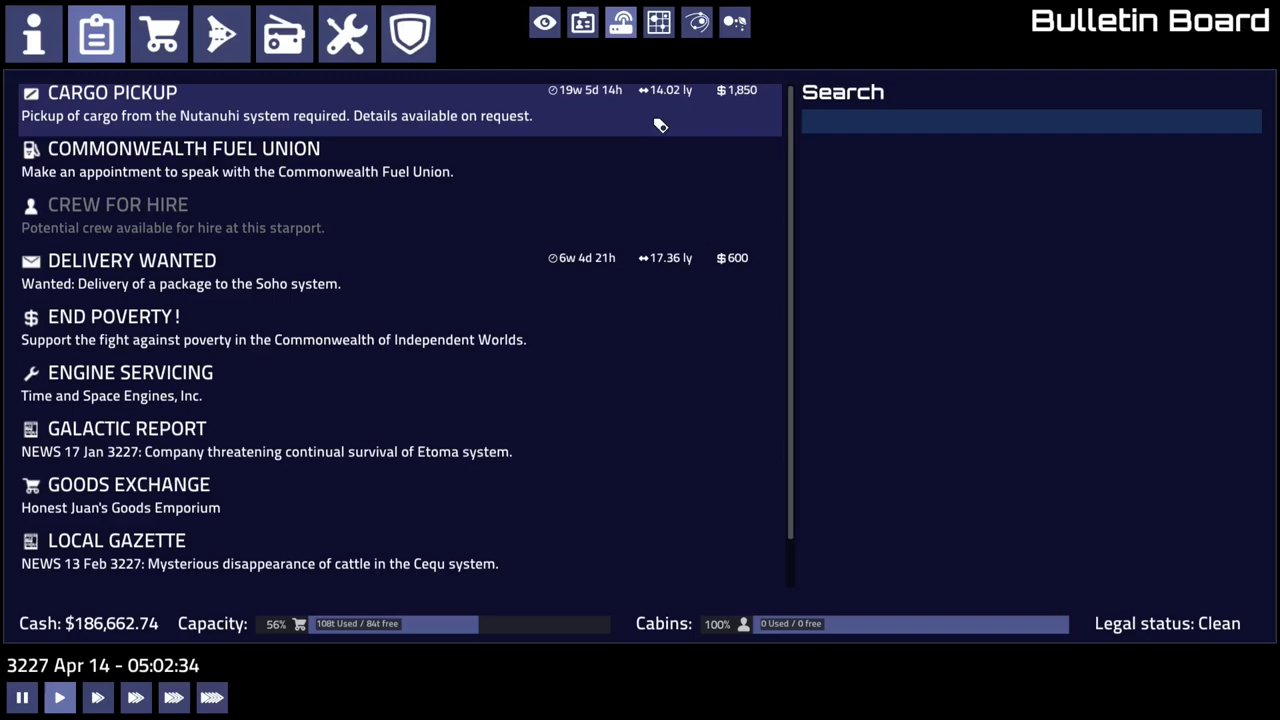 Bulletin Board
CARGO PICKUP 19w 5d 14h 14.02 ly $1,850
Pickup of cargo from the Nutanuhi system required. Details available on request.
COMMONWEALTH FUEL UNION
Make an appointment to speak with the Commonwealth Fuel Union.
CREW FOR HIRE
Potential crew available for hire at this starport.
DELIVERY WANTED 6w 4d 21h 17.36 ly $600
Wanted: Delivery of a package to the Soho system.
END POVERTY!
Support the fight against poverty in the Commonwealth of Independent Worlds.
ENGINE SERVICING
Time and Space Engines, Inc.
GALACTIC REPORT
NEWS 17 Jan 3227: Company threatening continual survival of Etoma system.
GOODS EXCHANGE
Honest Juan's Goods Emporium
LOCAL GAZETTE
NEWS 13 Feb 3227: Mysterious disappearance of cattle in the Cequ system.
Search
Cash: $186,662.74 Capacity: 56% 108t Used / 84t free Cabins: 100% 0 Used / 0 free Legal status: Clean
3227 Apr 14 - 05:02:34